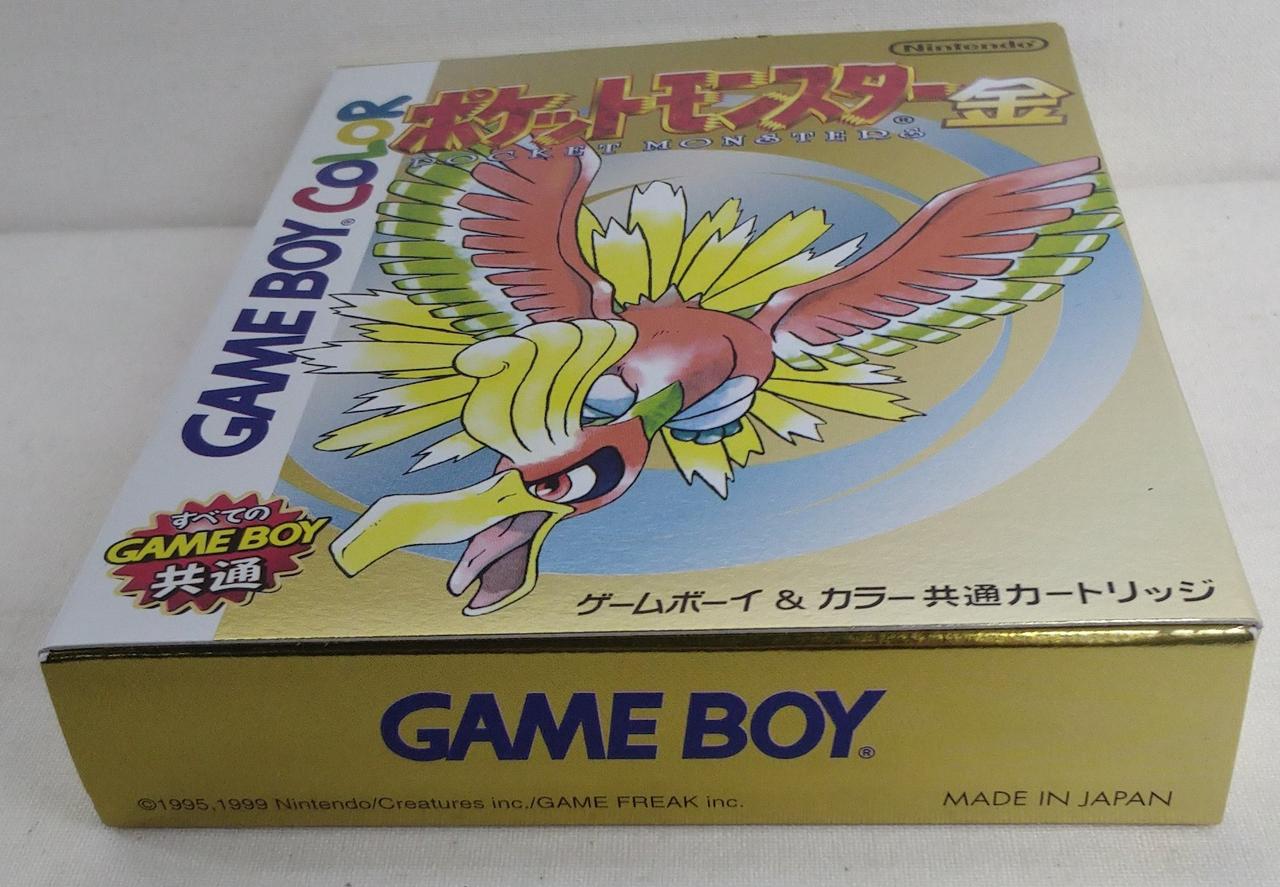 Nintendo®
ポケットモンスター金
POCKET MONSTERS®
GAME BOY® COLOR
すべての
GAME BOY
共通
ゲームボーイ & カラー共通カートリッジ
GAME BOY®
©1995,1999 Nintendo/Creatures inc./GAME FREAK inc.
MADE IN JAPAN